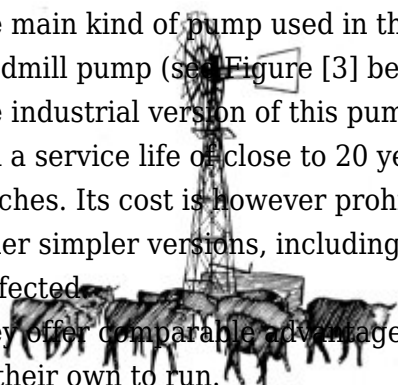 e main kind of pump used in th
dmill pump (see Figure [3] be
e industrial version of this pum
a service life of close to 20 ye
ches. Its cost is however proh
er simpler versions, including
fected.
ey offer comparable advantage
their own to run.